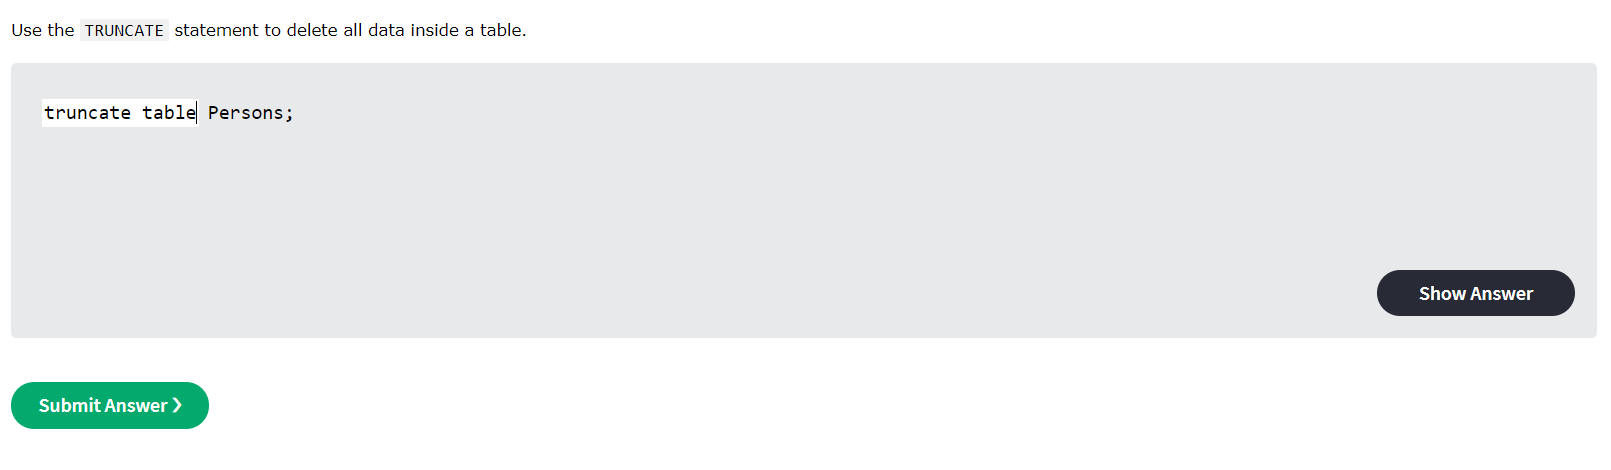 Use the TRUNCATE statement to delete all data inside a table.
truncate table Persons;
Show Answer
Submit Answer ❯